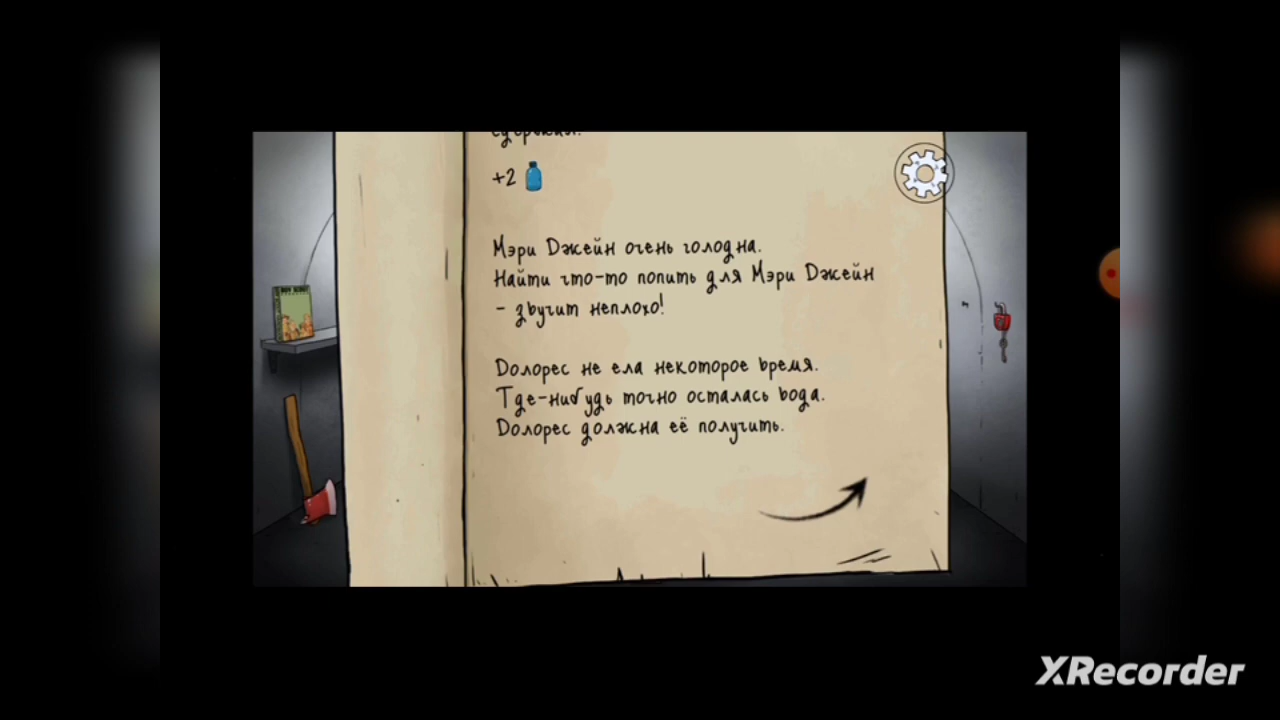 +2
Мэри Джейн очень голодна.
Найти что-то попить для Мэри Джейн
- звучит неплохо!
Долорес не ела некоторое время.
Где-нибудь точно осталась вода.
Долорес должна её получить.
XRecorder